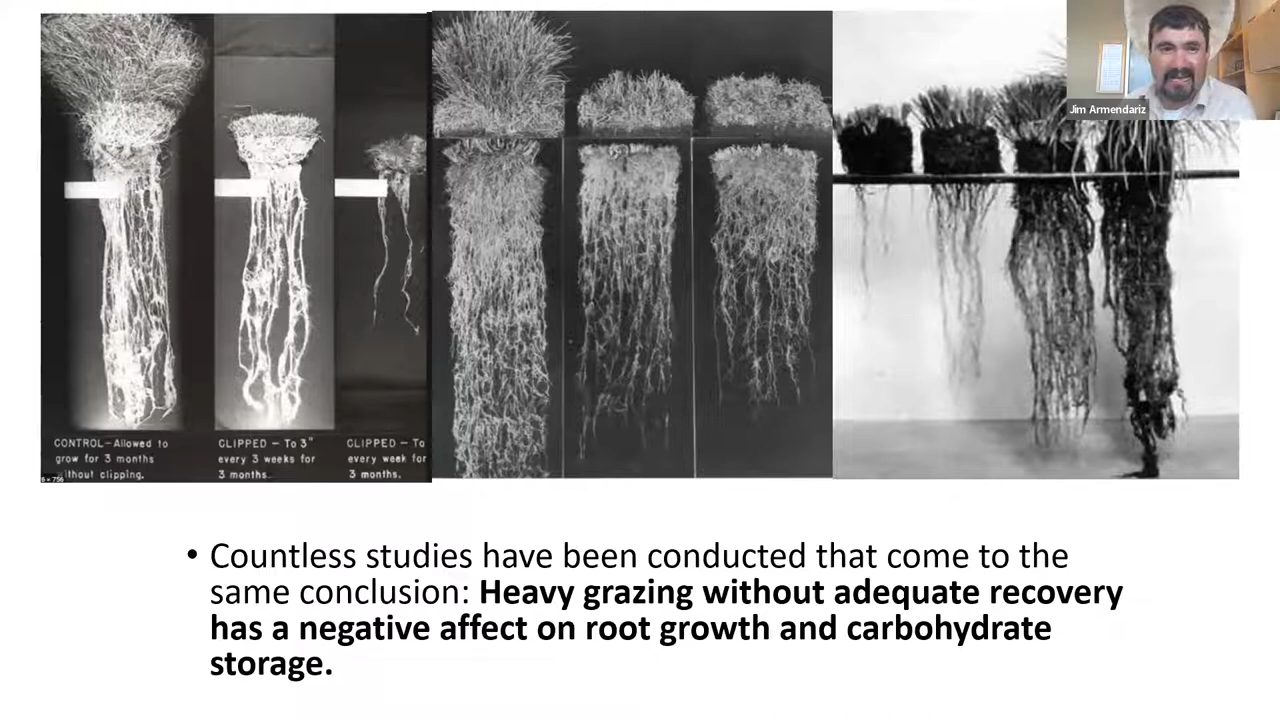 Jim Armendariz
CONTROL-Allowed to
grow for 3 months
without clipping.
CLIPPED - To 3"
every 3 weeks for
3 months.
CLIPPED - To
every week for
3 months.
• Countless studies have been conducted that come to the
same conclusion: Heavy grazing without adequate recovery
has a negative affect on root growth and carbohydrate
storage.